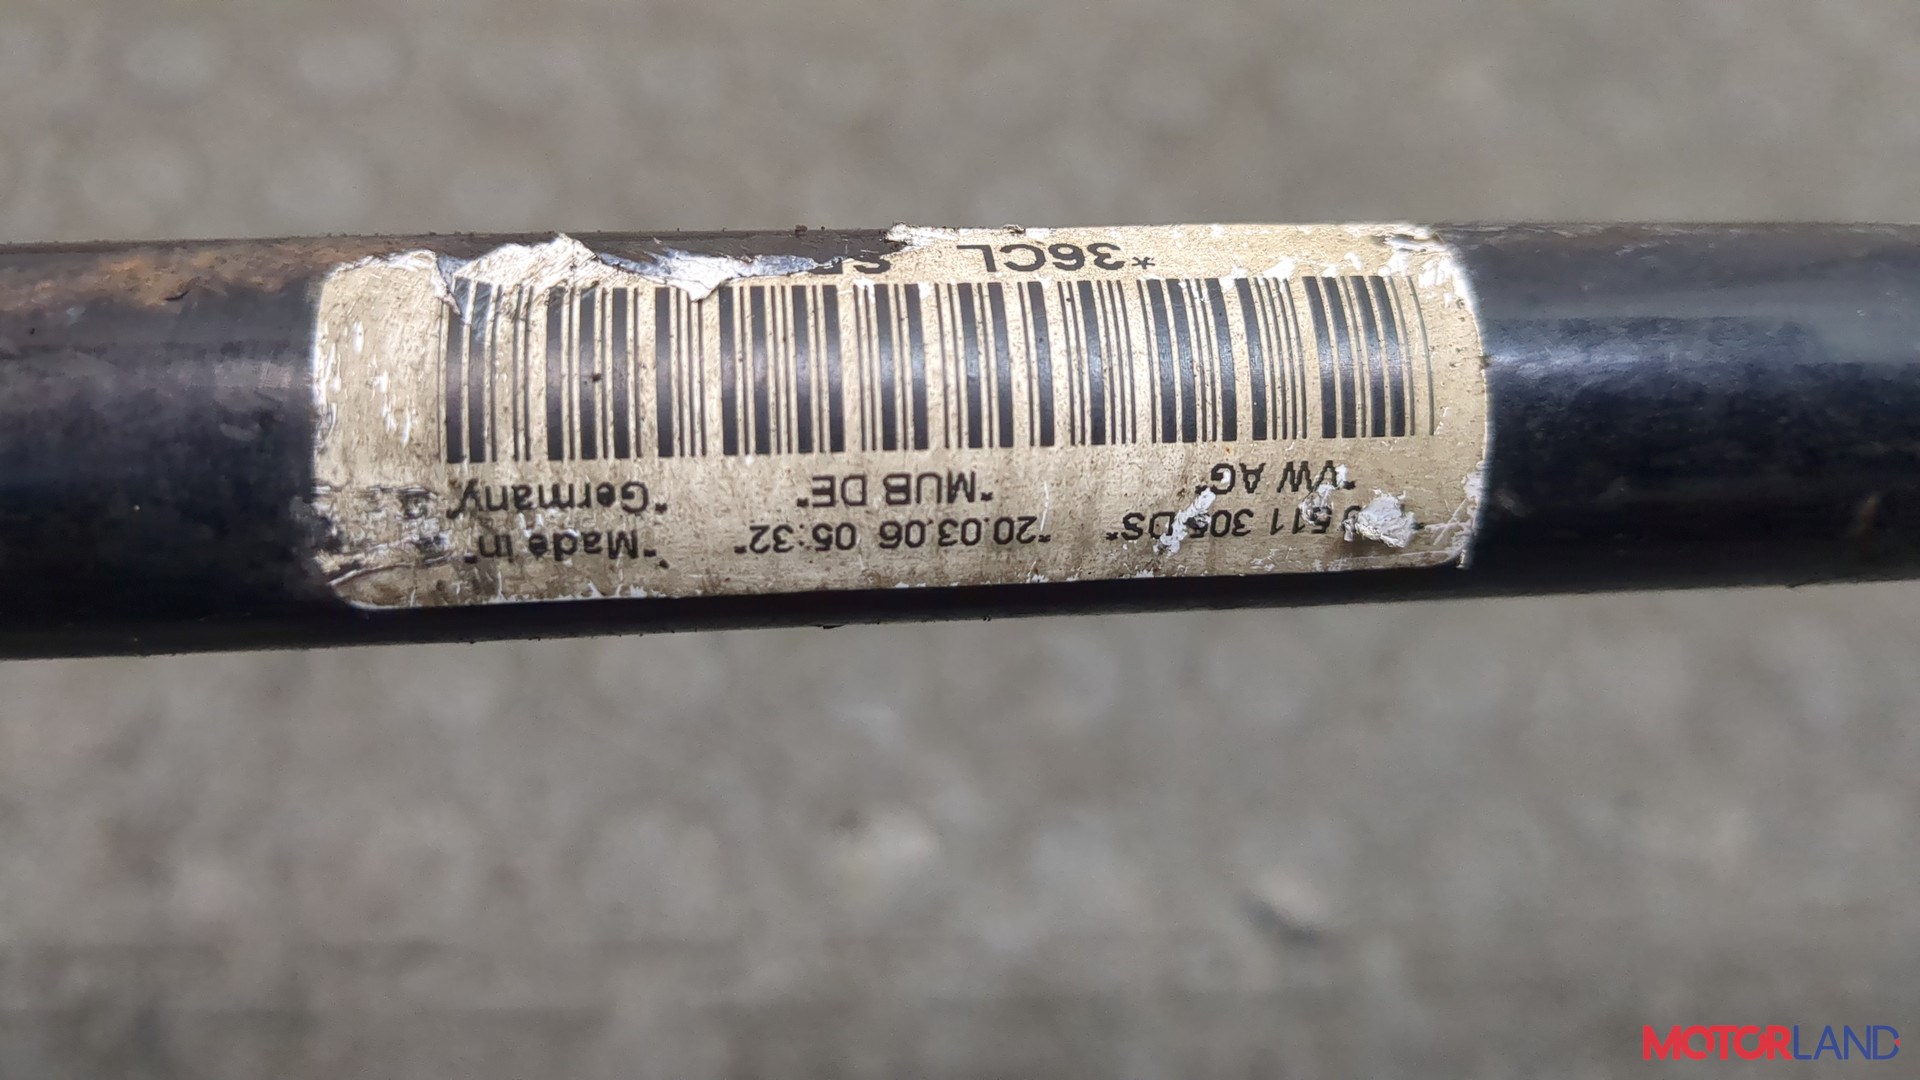 511 305 DS* "20.03.06 05:32" "Made in"
"VW AG" "MUB DE" "Germany
*36CL
MOTORLAND